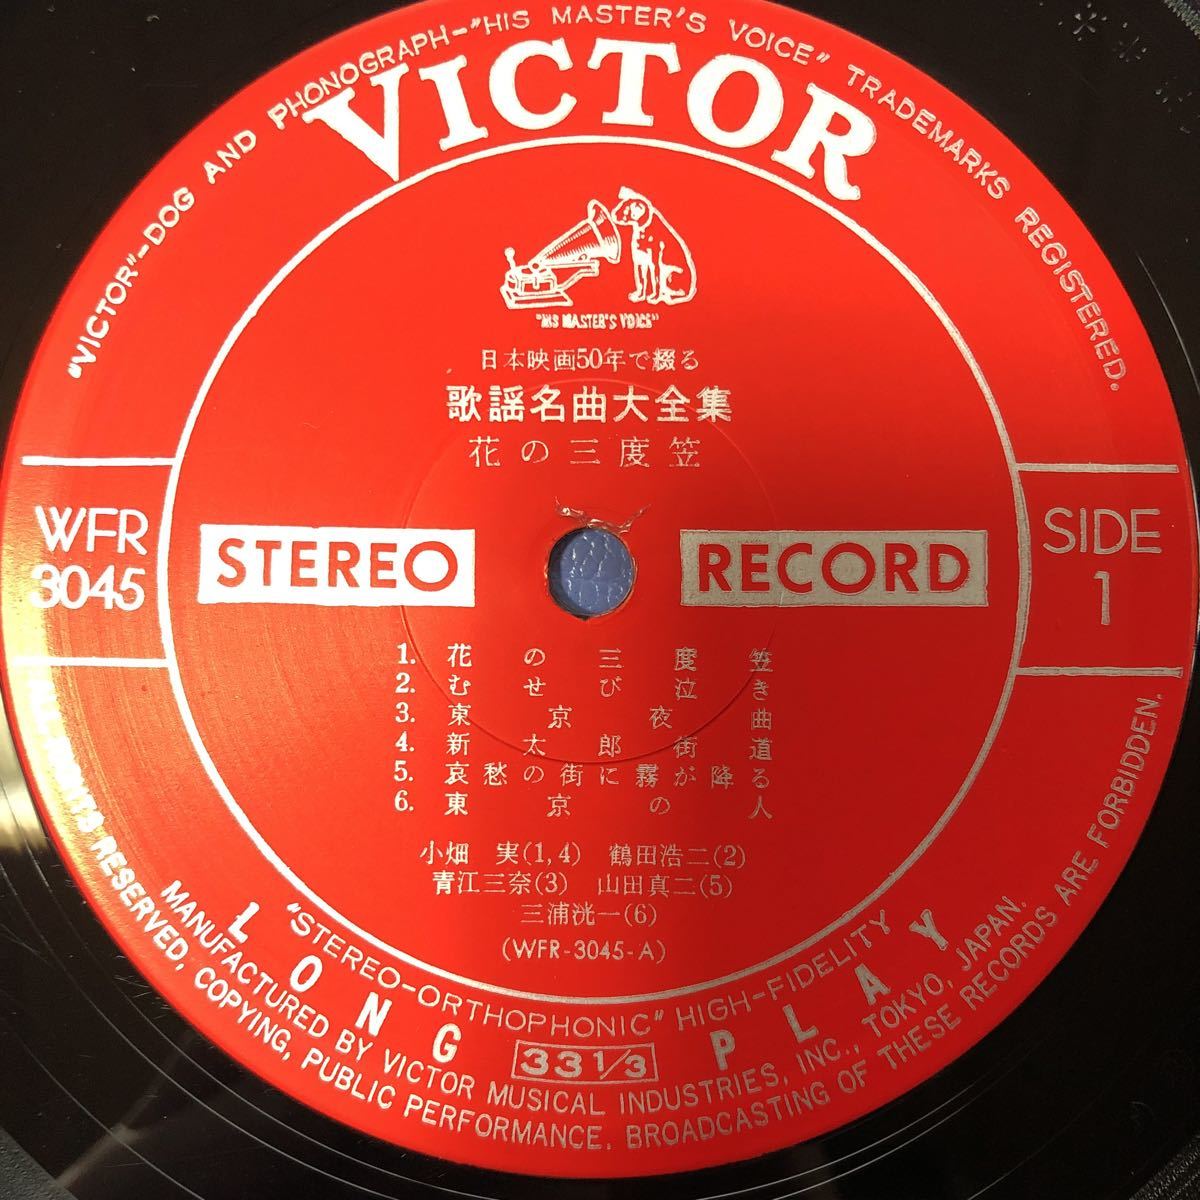 "VICTOR"-DOG AND PHONOGRAPH-"HIS MASTER'S VOICE" TRADEMARKS REGISTERED.
VICTOR
"HIS MASTER'S VOICE"
日本映画50年で綴る
歌謡名曲大全集
花の三度笠
WFR
3045
STEREO
RECORD
SIDE
1
1. 花の三度笠
2. むせび泣き
3. 東京夜曲
4. 新太郎街道
5. 哀愁の街に霧が降る
6. 東京の人
小畑 実(1,4) 鶴田浩二(2)
青江三奈(3) 山田真二(5)
三浦洸一(6)
(WFR-3045-A)
"STEREO-ORTHOPHONIC" HIGH-FIDELITY
LONG PLAY
33 1/3
MANUFACTURED BY VICTOR MUSICAL INDUSTRIES, INC., TOKYO, JAPAN.
ALL RIGHTS RESERVED, COPYING, PUBLIC PERFORMANCE, BROADCASTING OF THESE RECORDS ARE FORBIDDEN.